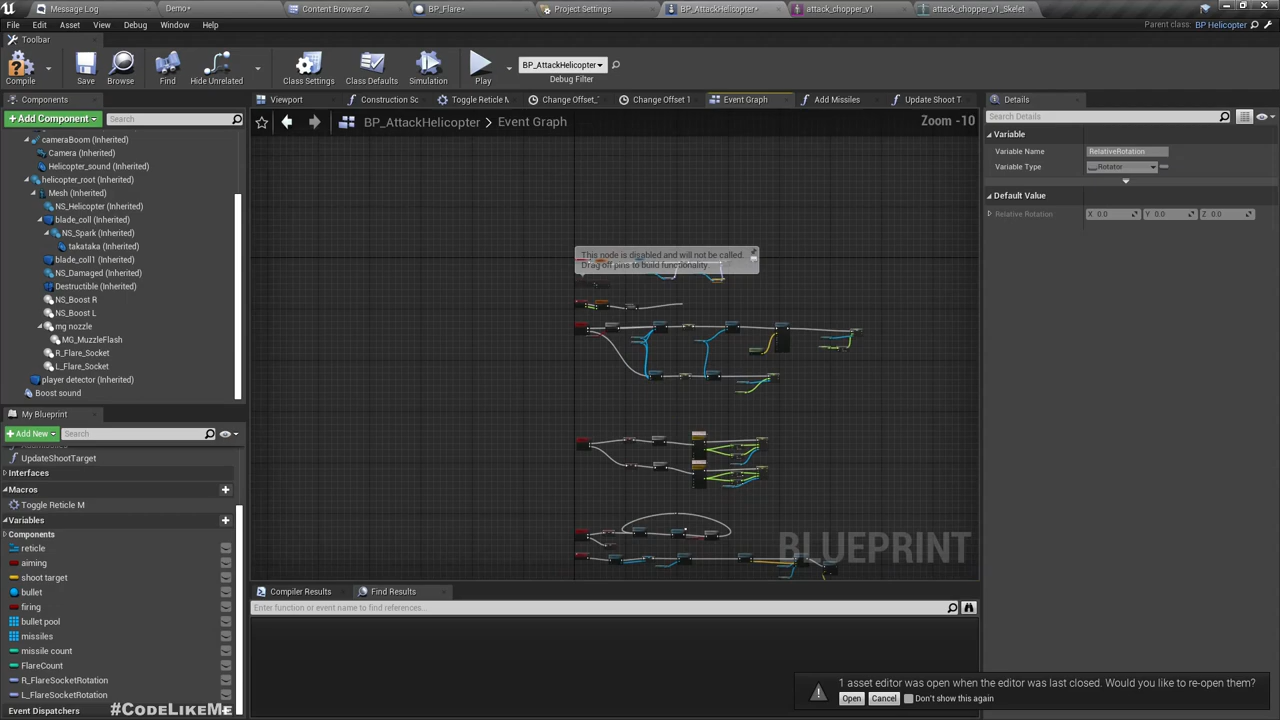 Message Log
Demo*
Content Browser 2
BP_Flare*
Project Settings
BP_AttackHelicopter*
attack_chopper_v1
attack_chopper_v1_Skelet
File
Edit
Asset
View
Debug
Window
Help
Parent class:
BP Helicopter
Toolbar
Compile
Save
Browse
Find
Hide Unrelated
Class Settings
Class Defaults
Simulation
Play
BP_AttackHelicopter
Debug Filter
Components
Viewport
Construction Sc
Toggle Reticle M
Change Offset_
Change Offset 1
Event Graph
Add Missiles
Update Shoot T
Details
+ Add Component
Search
BP_AttackHelicopter > Event Graph
Zoom -10
Search Details
cameraBoom (Inherited)
Camera (Inherited)
Helicopter_sound (Inherited)
helicopter_root (Inherited)
Mesh (Inherited)
NS_Helicopter (Inherited)
blade_coll (Inherited)
NS_Spark (Inherited)
takataka (Inherited)
blade_coll1 (Inherited)
NS_Damaged (Inherited)
Destructible (Inherited)
NS_Boost R
NS_Boost L
mg nozzle
MG_MuzzleFlash
R_Flare_Socket
L_Flare_Socket
player detector (Inherited)
Boost sound
Variable
Variable Name
RelativeRotation
Variable Type
Rotator
Default Value
Relative Rotation
X 0.0
Y 0.0
Z 0.0
This node is disabled and will not be called.
Drag off pins to build functionality.
BLUEPRINT
My Blueprint
+ Add New
Search
UpdateShootTarget
Interfaces
Macros
Toggle Reticle M
Variables
Components
reticle
aiming
shoot target
bullet
firing
bullet pool
missiles
missile count
FlareCount
R_FlareSocketRotation
L_FlareSocketRotation
Event Dispatchers
Compiler Results
Find Results
Enter function or event name to find references...
1 asset editor was open when the editor was last closed. Would you like to re-open them?
Open
Cancel
Don't show this again
#CodeLikeMe